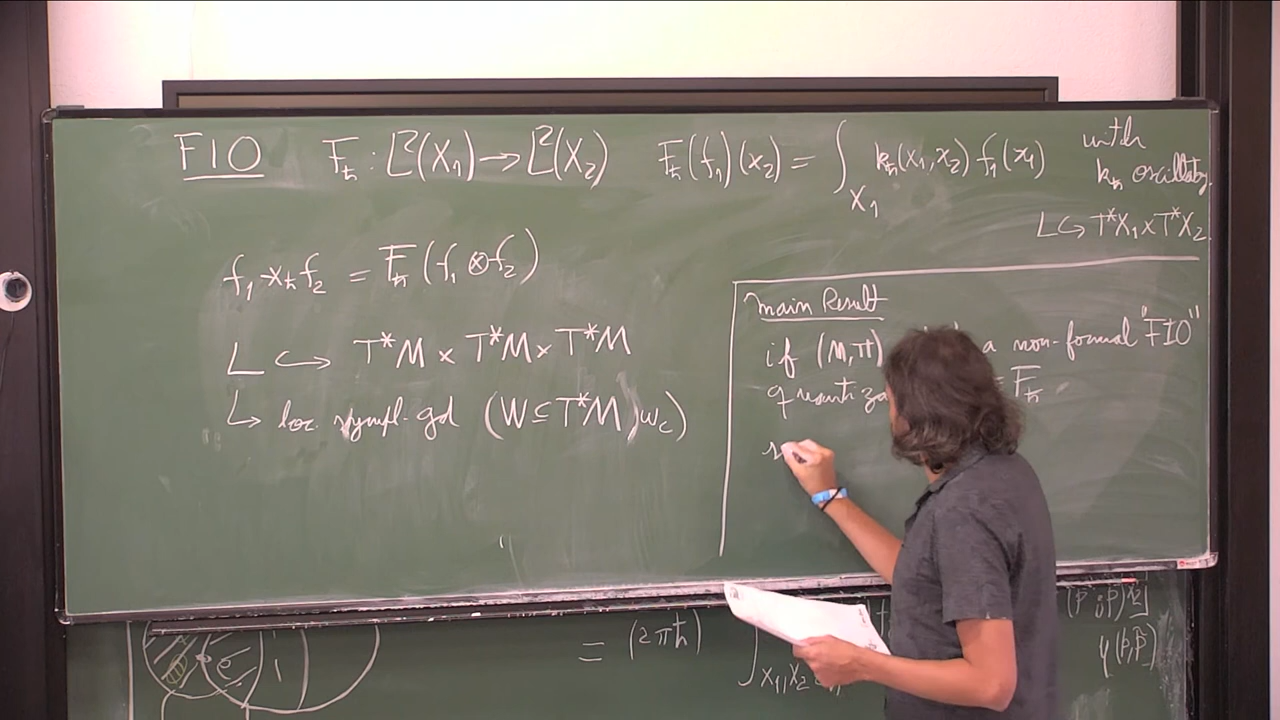 FIO F_ħ : L²(X₁) → L²(X₂) F_ħ(f₁)(x₂) = ∫_{X₁} k_ħ(x₁,x₂) f₁(x₁) with
k_ħ oscillatory.
L ↪ T*X₁ × T*X₂
f₁ ⋆_ħ f₂ = F_ħ(f₁ ⊗ f₂)
L ↪ T*M × T*M × T*M
↳ loc. sympl. gd (W ⊆ T*M, ω_c)
Main Result
if (M,π) a non-formal "FIO"
= F_ħ
= (2πħ) ∫_{X₁,X₂